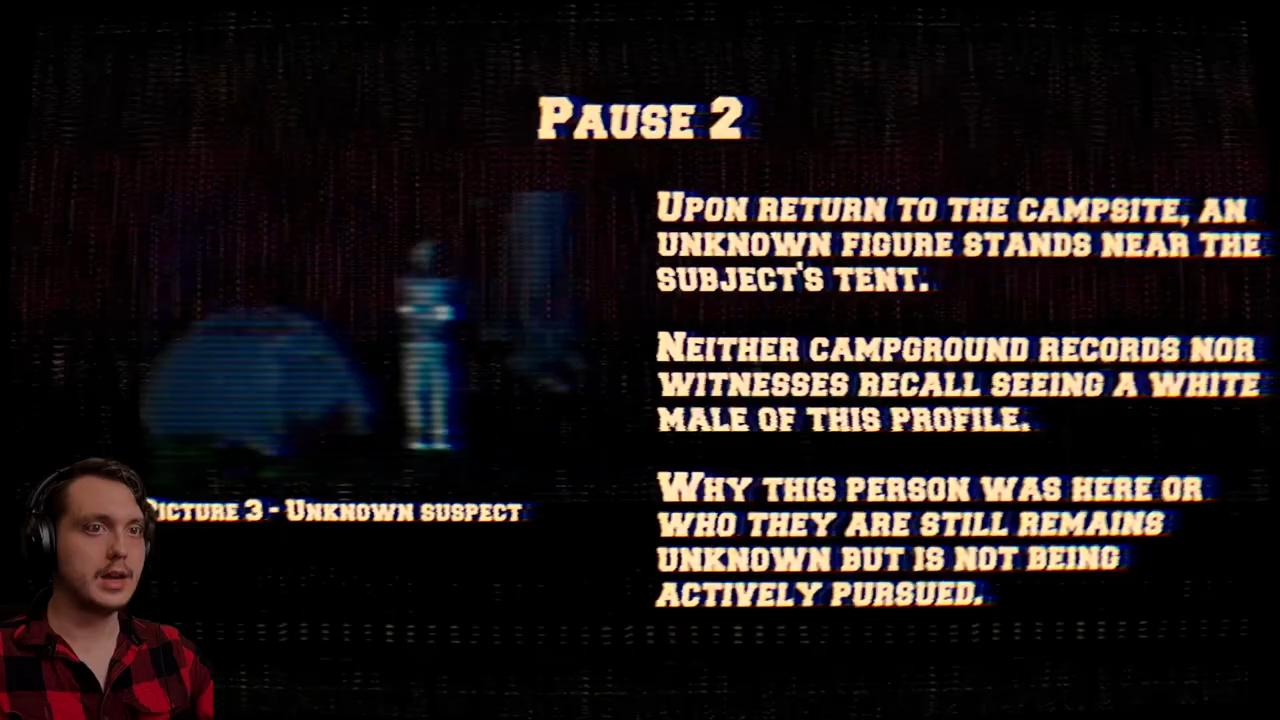 PAUSE 2
UPON RETURN TO THE CAMPSITE, AN
UNKNOWN FIGURE STANDS NEAR THE
SUBJECT'S TENT.
NEITHER CAMPGROUND RECORDS NOR
WITNESSES RECALL SEEING A WHITE
MALE OF THIS PROFILE.
WHY THIS PERSON WAS HERE OR
WHO THEY ARE STILL REMAINS
UNKNOWN BUT IS NOT BEING
ACTIVELY PURSUED.
PICTURE 3 - UNKNOWN SUSPECT